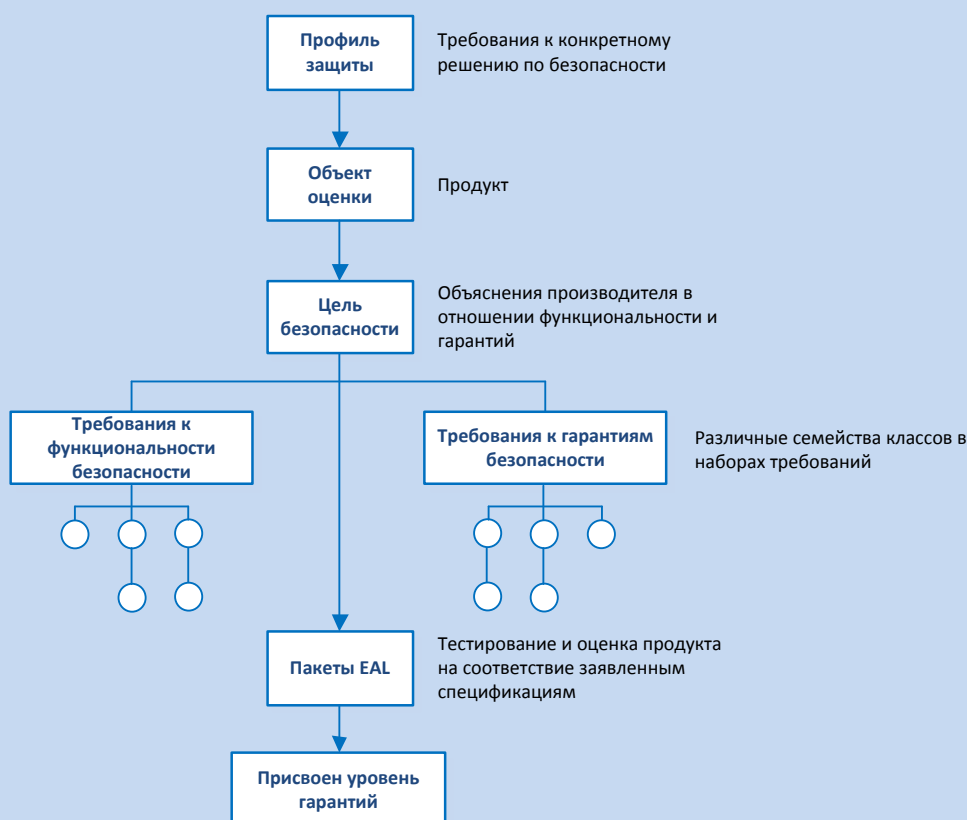 Профиль
защиты
Требования к конкретному
решению по безопасности
Объект
оценки
Продукт
Цель
безопасности
Объяснения производителя в
отношении функциональности и
гарантий
Требования к
функциональности
безопасности
Требования к гарантиям
безопасности
Различные семейства классов в
наборах требований
Пакеты EAL
Тестирование и оценка продукта
на соответствие заявленным
спецификациям
Присвоен уровень
гарантий